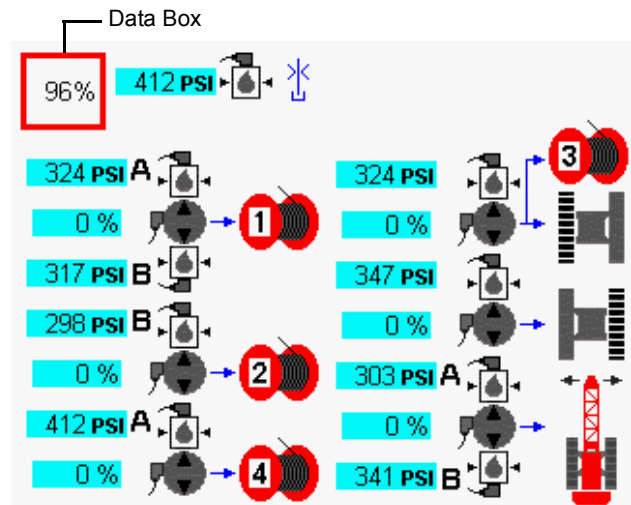 Data Box
96% 412 PSI
324 PSI A
0 % 1
317 PSI B
298 PSI B
0 % 2
412 PSI A
0 % 4
3
324 PSI
0 %
347 PSI
0 %
303 PSI A
0 %
341 PSI B